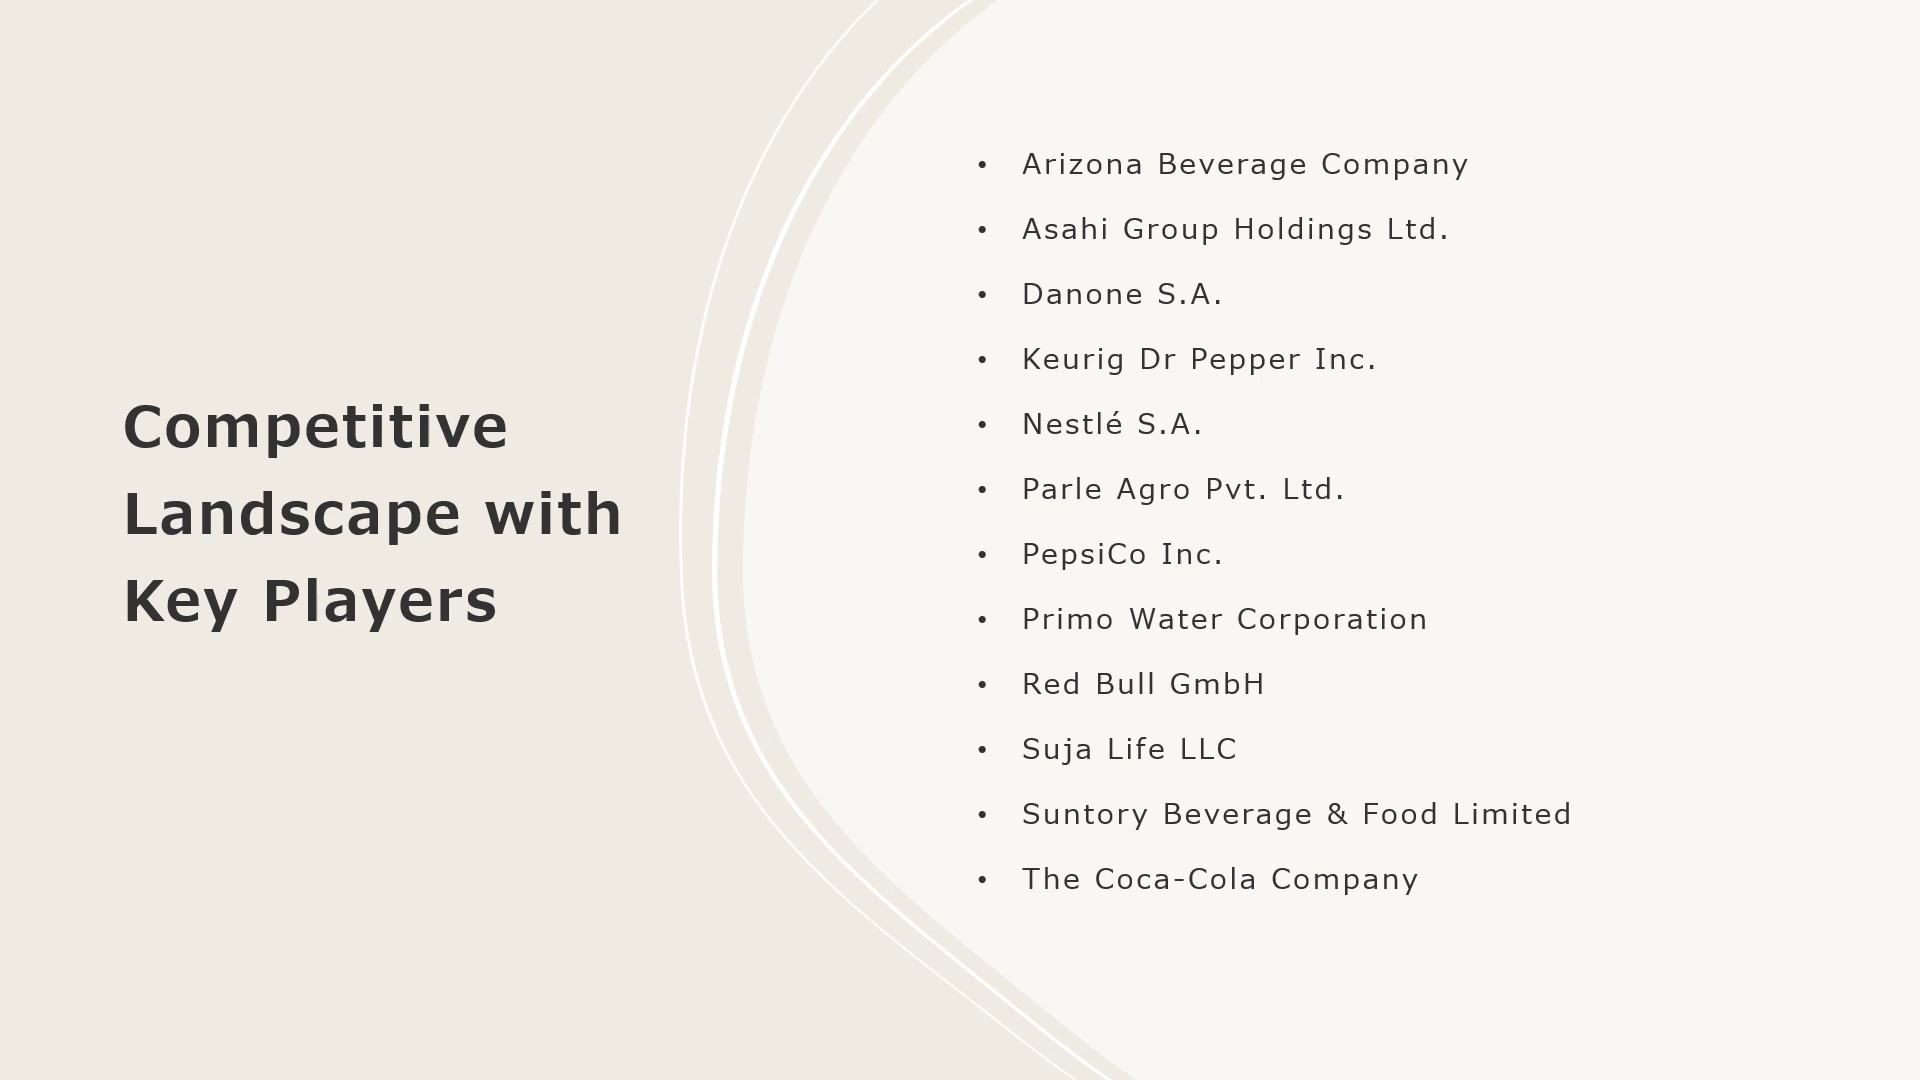 Competitive
Landscape with
Key Players
• Arizona Beverage Company
• Asahi Group Holdings Ltd.
• Danone S.A.
• Keurig Dr Pepper Inc.
• Nestlé S.A.
• Parle Agro Pvt. Ltd.
• PepsiCo Inc.
• Primo Water Corporation
• Red Bull GmbH
• Suja Life LLC
• Suntory Beverage & Food Limited
• The Coca-Cola Company